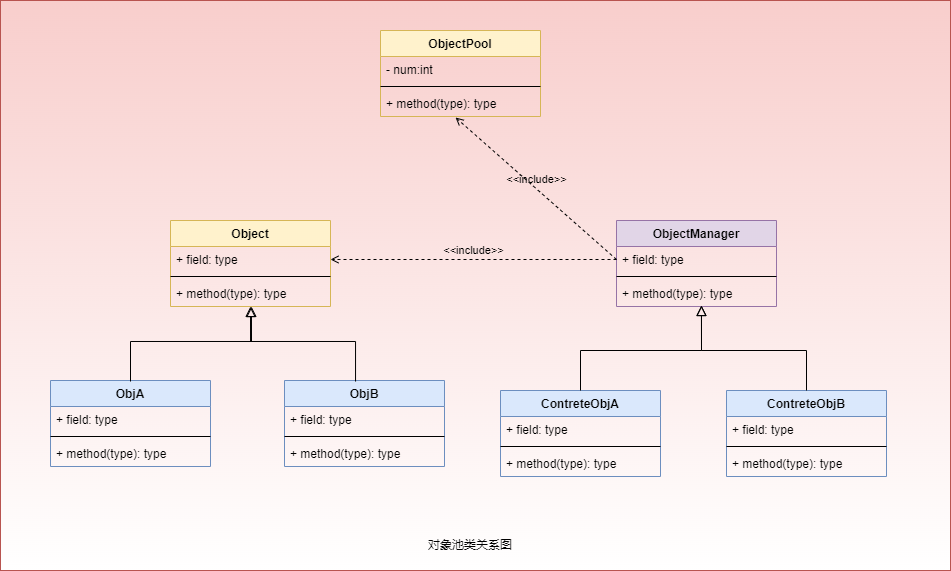 ObjectPool
- num:int
+ method(type): type
<<include>>
Object
+ field: type
+ method(type): type
<<include>>
ObjectManager
+ field: type
+ method(type): type
ObjA
+ field: type
+ method(type): type
ObjB
+ field: type
+ method(type): type
ContreteObjA
+ field: type
+ method(type): type
ContreteObjB
+ field: type
+ method(type): type
对象池类关系图